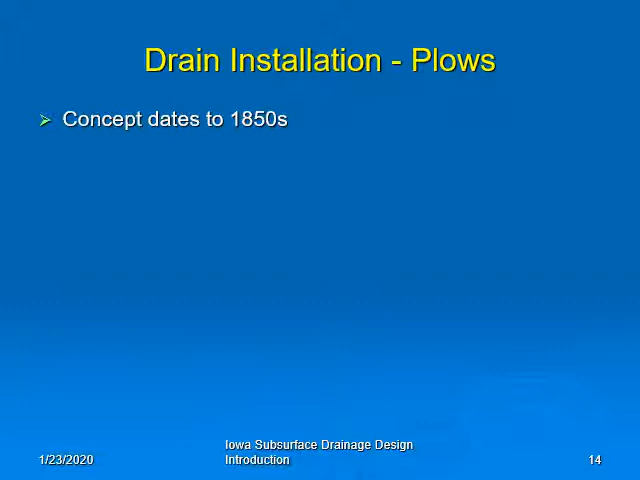 Drain Installation - Plows
Concept dates to 1850s
Iowa Subsurface Drainage Design
Introduction
1/23/2020
14